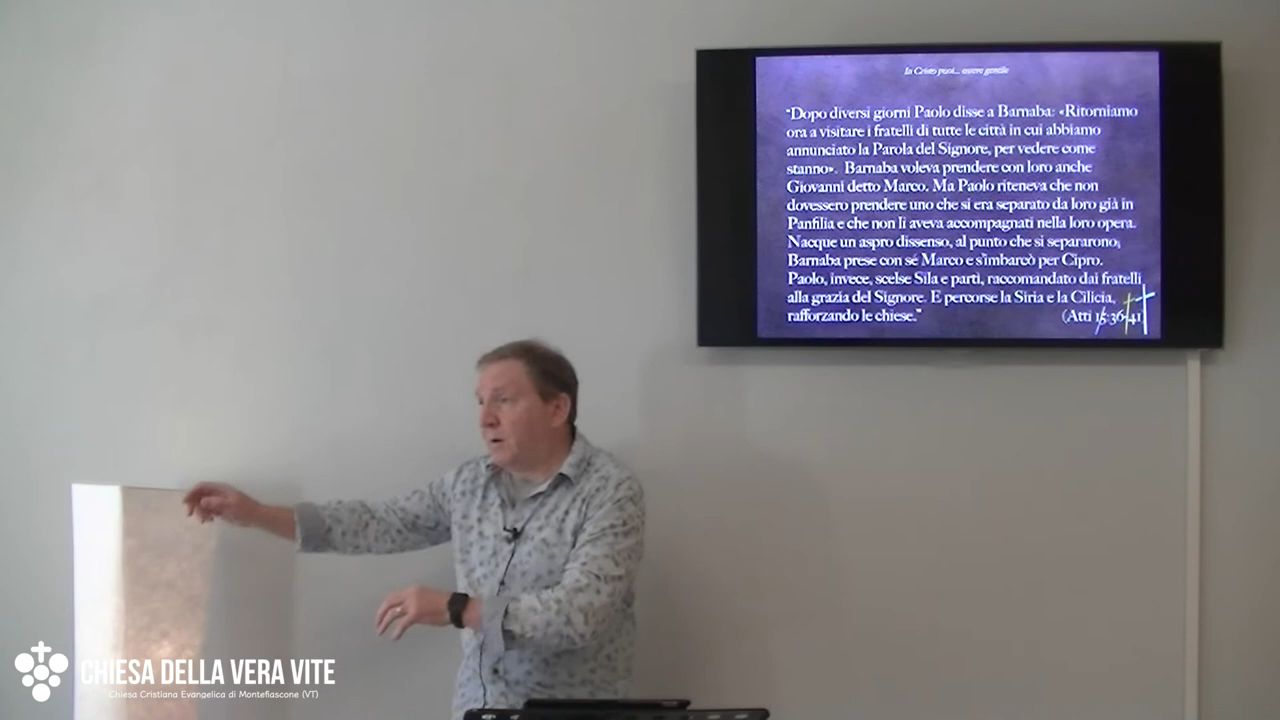 In Cristo puoi... essere gentile
"Dopo diversi giorni Paolo disse a Barnaba: «Ritorniamo
ora a visitare i fratelli di tutte le città in cui abbiamo
annunciato la Parola del Signore, per vedere come
stanno». Barnaba voleva prendere con loro anche
Giovanni detto Marco. Ma Paolo riteneva che non
dovessero prendere uno che si era separato da loro già in
Panfilia e che non li aveva accompagnati nella loro opera.
Nacque un aspro dissenso, al punto che si separarono;
Barnaba prese con sé Marco e s'imbarcò per Cipro.
Paolo, invece, scelse Sila e partì, raccomandato dai fratelli
alla grazia del Signore. E percorse la Siria e la Cilicia,
rafforzando le chiese." (Atti 15:36-41)
CHIESA DELLA VERA VITE
Chiesa Cristiana Evangelica di Montefiascone (VT)